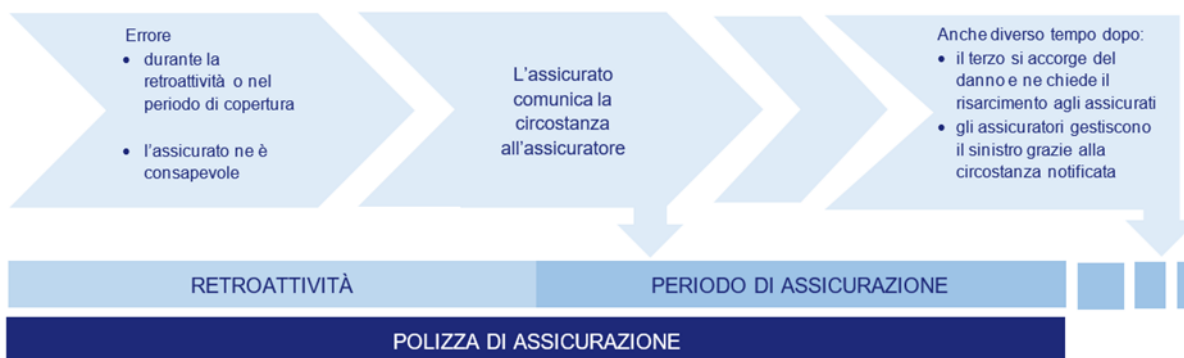 Errore
• durante la
retroattività o nel
periodo di copertura
• l'assicurato ne è
consapevole
L'assicurato
comunica la
circostanza
all'assicuratore
Anche diverso tempo dopo:
• il terzo si accorge del
danno e ne chiede il
risarcimento agli assicurati
• gli assicuratori gestiscono
il sinistro grazie alla
circostanza notificata
RETROATTIVITÀ
PERIODO DI ASSICURAZIONE
POLIZZA DI ASSICURAZIONE